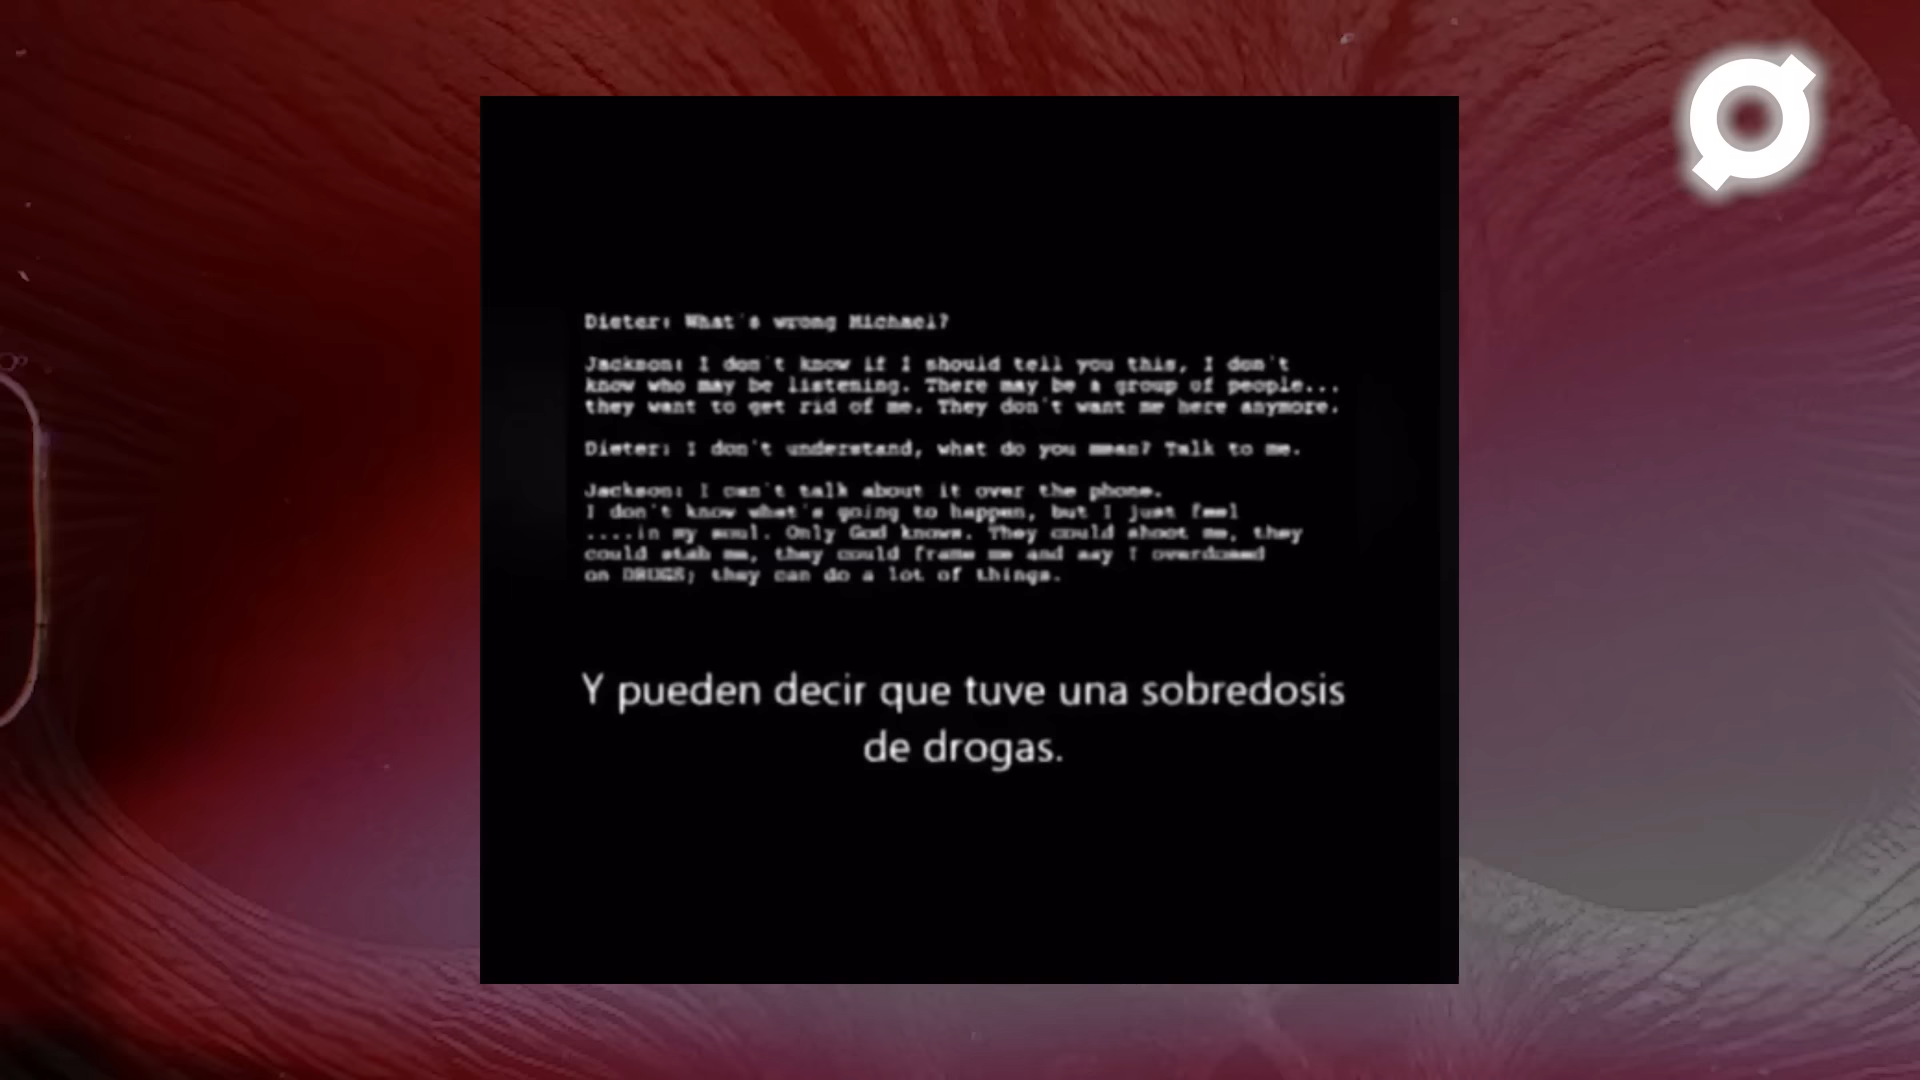 Dieter: What's wrong Michael?
Jackson: I don't know if I should tell you this, I don't
know who may be listening. There may be a group of people...
they want to get rid of me. They don't want me here anymore.
Dieter: I don't understand, what do you mean? Talk to me.
Jackson: I can't talk about it over the phone.
I don't know what's going to happen, but I just feel
....in my soul. Only God knows. They could shoot me, they
could stab me, they could frame me and say I overdosed
on DRUGS; they can do a lot of things.
Y pueden decir que tuve una sobredosis
de drogas.